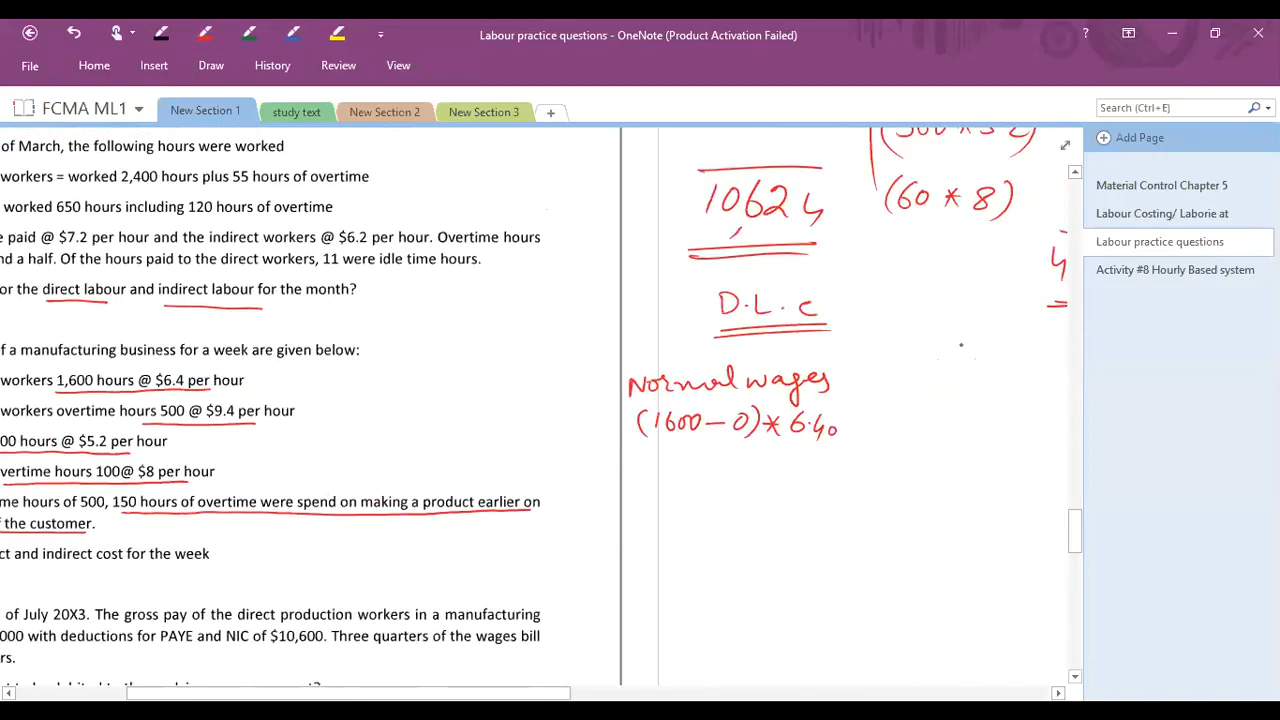 Labour practice questions - OneNote (Product Activation Failed)
File Home Insert Draw History Review View
FCMA ML1 New Section 1 study text New Section 2 New Section 3
Search (Ctrl+E)
of March, the following hours were worked
workers = worked 2,400 hours plus 55 hours of overtime
worked 650 hours including 120 hours of overtime
e paid @ $7.2 per hour and the indirect workers @ $6.2 per hour. Overtime hours
nd a half. Of the hours paid to the direct workers, 11 were idle time hours.
or the direct labour and indirect labour for the month?
f a manufacturing business for a week are given below:
workers 1,600 hours @ $6.4 per hour
workers overtime hours 500 @ $9.4 per hour
00 hours @ $5.2 per hour
vertime hours 100@ $8 per hour
me hours of 500, 150 hours of overtime were spend on making a product earlier on
f the customer.
ct and indirect cost for the week
of July 20X3. The gross pay of the direct production workers in a manufacturing
000 with deductions for PAYE and NIC of $10,600. Three quarters of the wages bill
rs.
10624
(60 * 8)
4
D.L.C
Normal wages
(1600 - 0) * 6.40
Add Page
Material Control Chapter 5
Labour Costing/ Laborie at
Labour practice questions
Activity #8 Hourly Based system